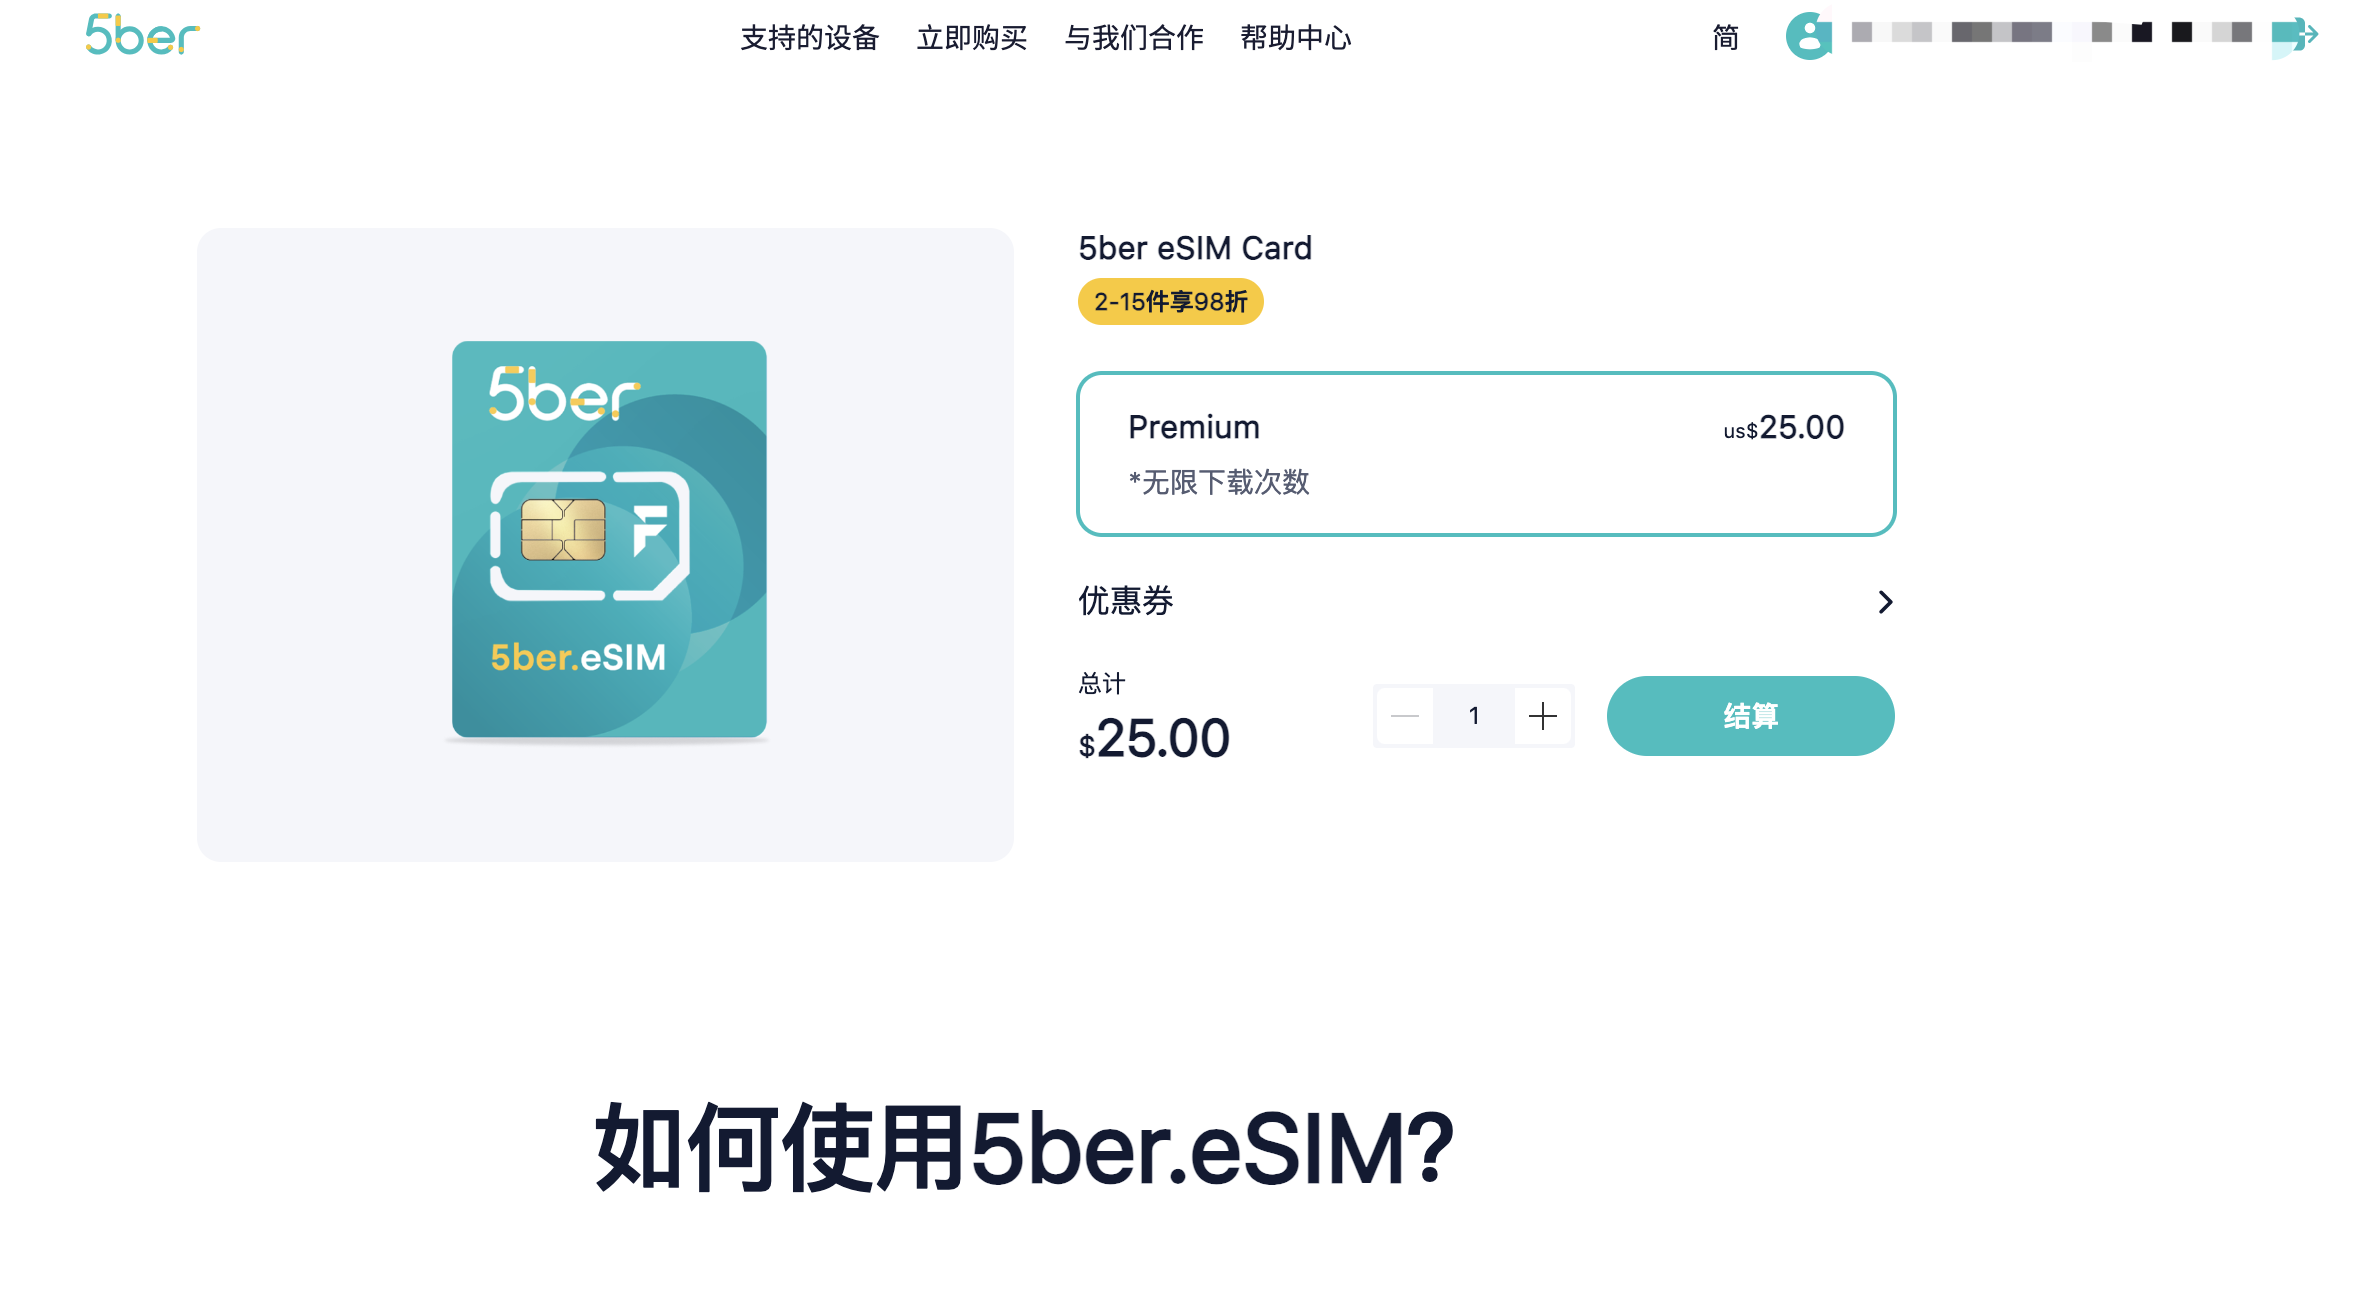 5ber
支持的设备 立即购买 与我们合作 帮助中心
简
5ber
5ber.eSIM
5ber eSIM Card
2-15件享98折
Premium
us$25.00
*无限下载次数
优惠券
总计
$25.00
1
结算
如何使用5ber.eSIM?